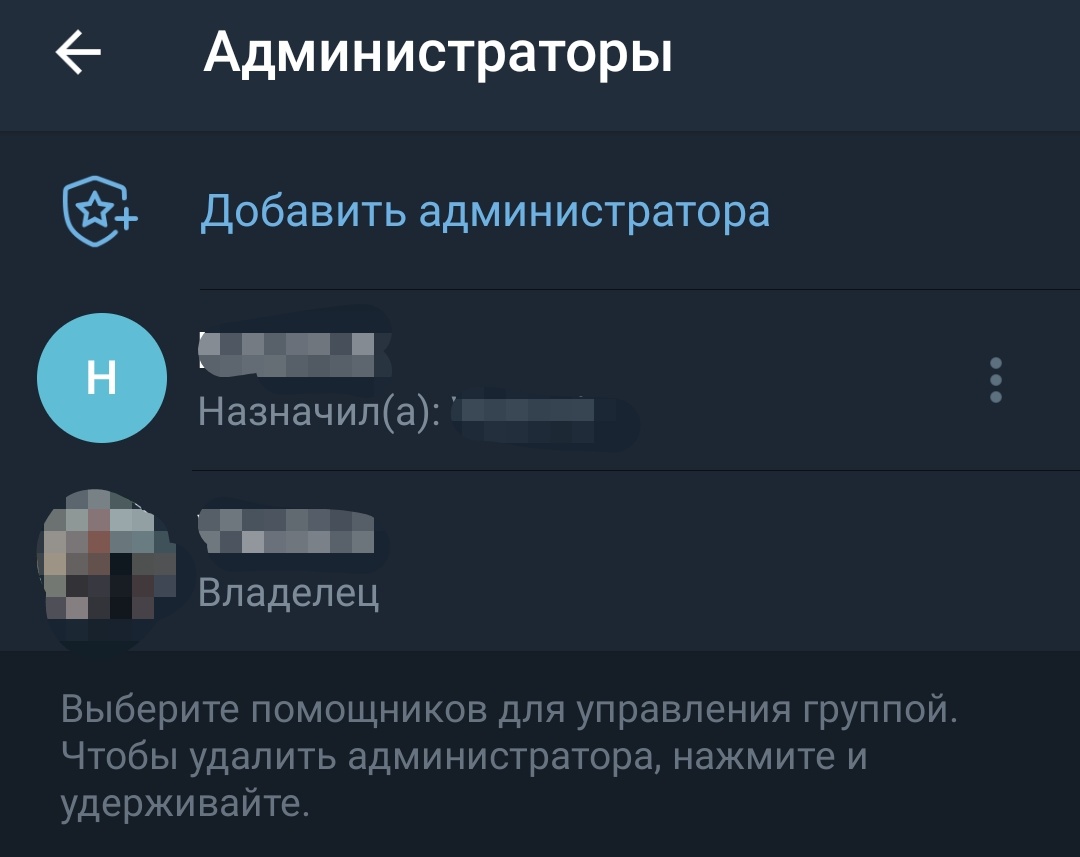 Администраторы
Добавить администратора
Н
Назначил(а):
Владелец
Выберите помощников для управления группой.
Чтобы удалить администратора, нажмите и
удерживайте.